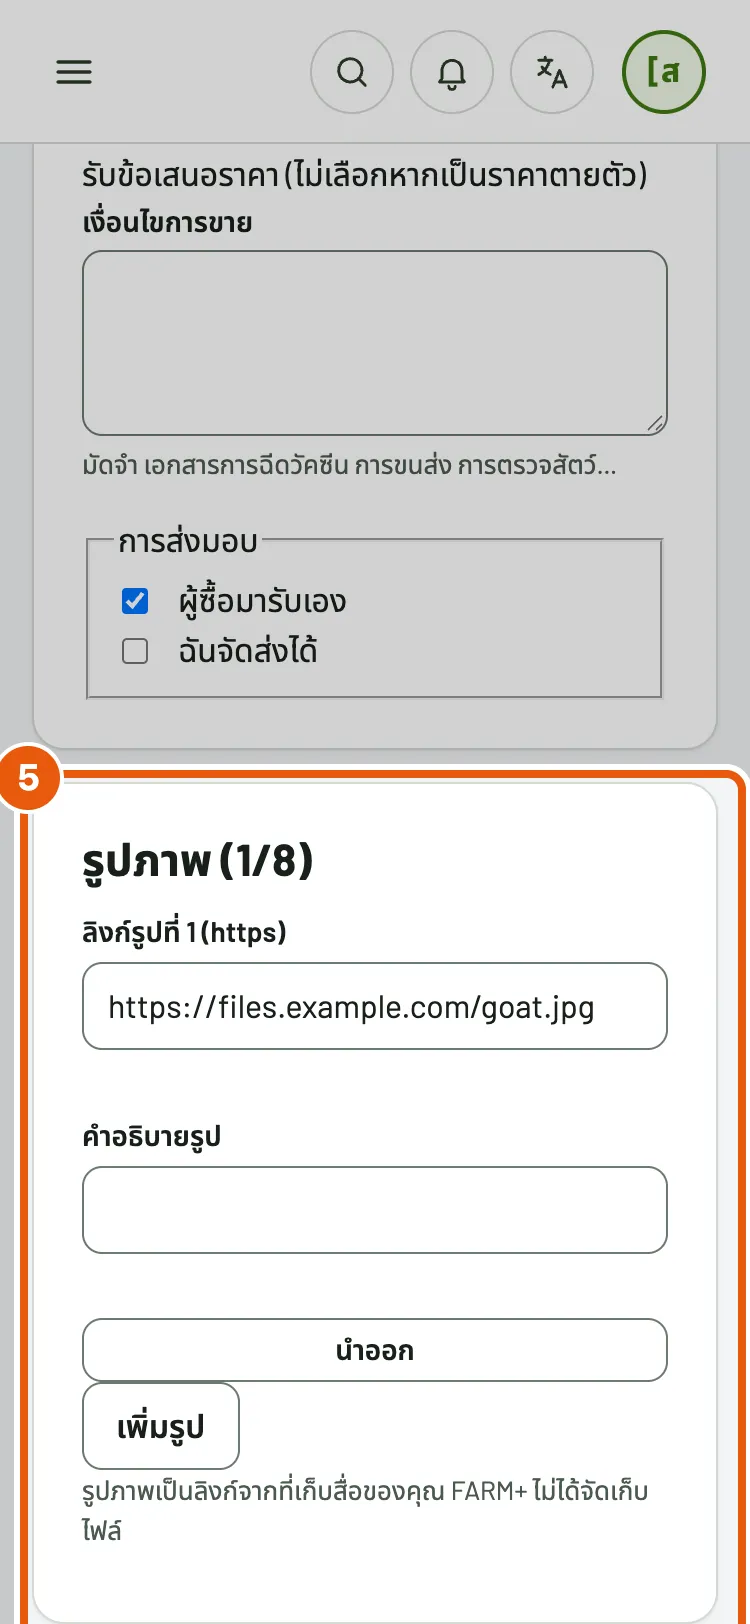 [ส
รับข้อเสนอราคา (ไม่เลือกหากเป็นราคาตายตัว)
เงื่อนไขการขาย
มัดจำ เอกสารการฉีดวัคซีน การขนส่ง การตรวจสัตว์…
การส่งมอบ
ผู้ซื้อมารับเอง
ฉันจัดส่งได้
5
รูปภาพ (1/8)
ลิงก์รูปที่ 1 (https)
https://files.example.com/goat.jpg
คำอธิบายรูป
นำออก
เพิ่มรูป
รูปภาพเป็นลิงก์จากที่เก็บสื่อของคุณ FARM+ ไม่ได้จัดเก็บ
ไฟล์